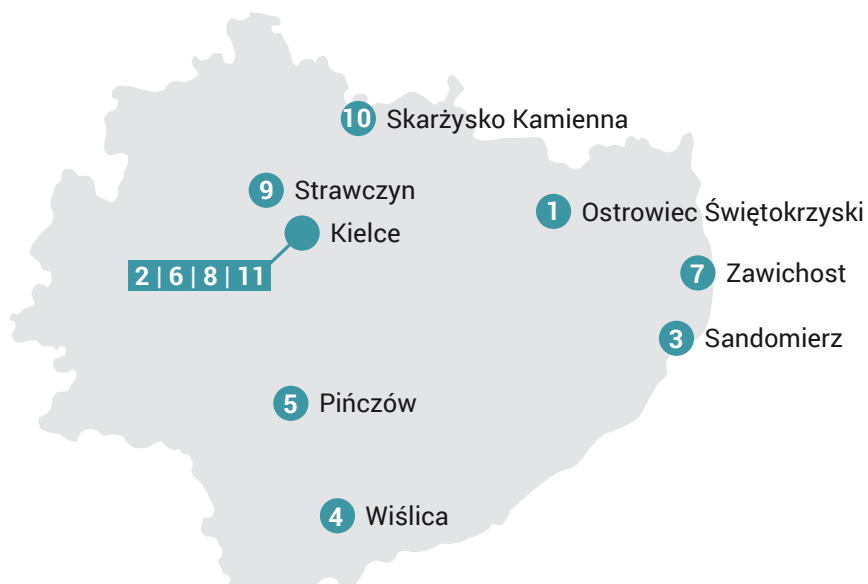 10 Skarżysko Kamienna
9 Strawczyn
1 Ostrowiec Świętokrzyski
Kielce
2 | 6 | 8 | 11
7 Zawichost
3 Sandomierz
5 Pińczów
4 Wiślica